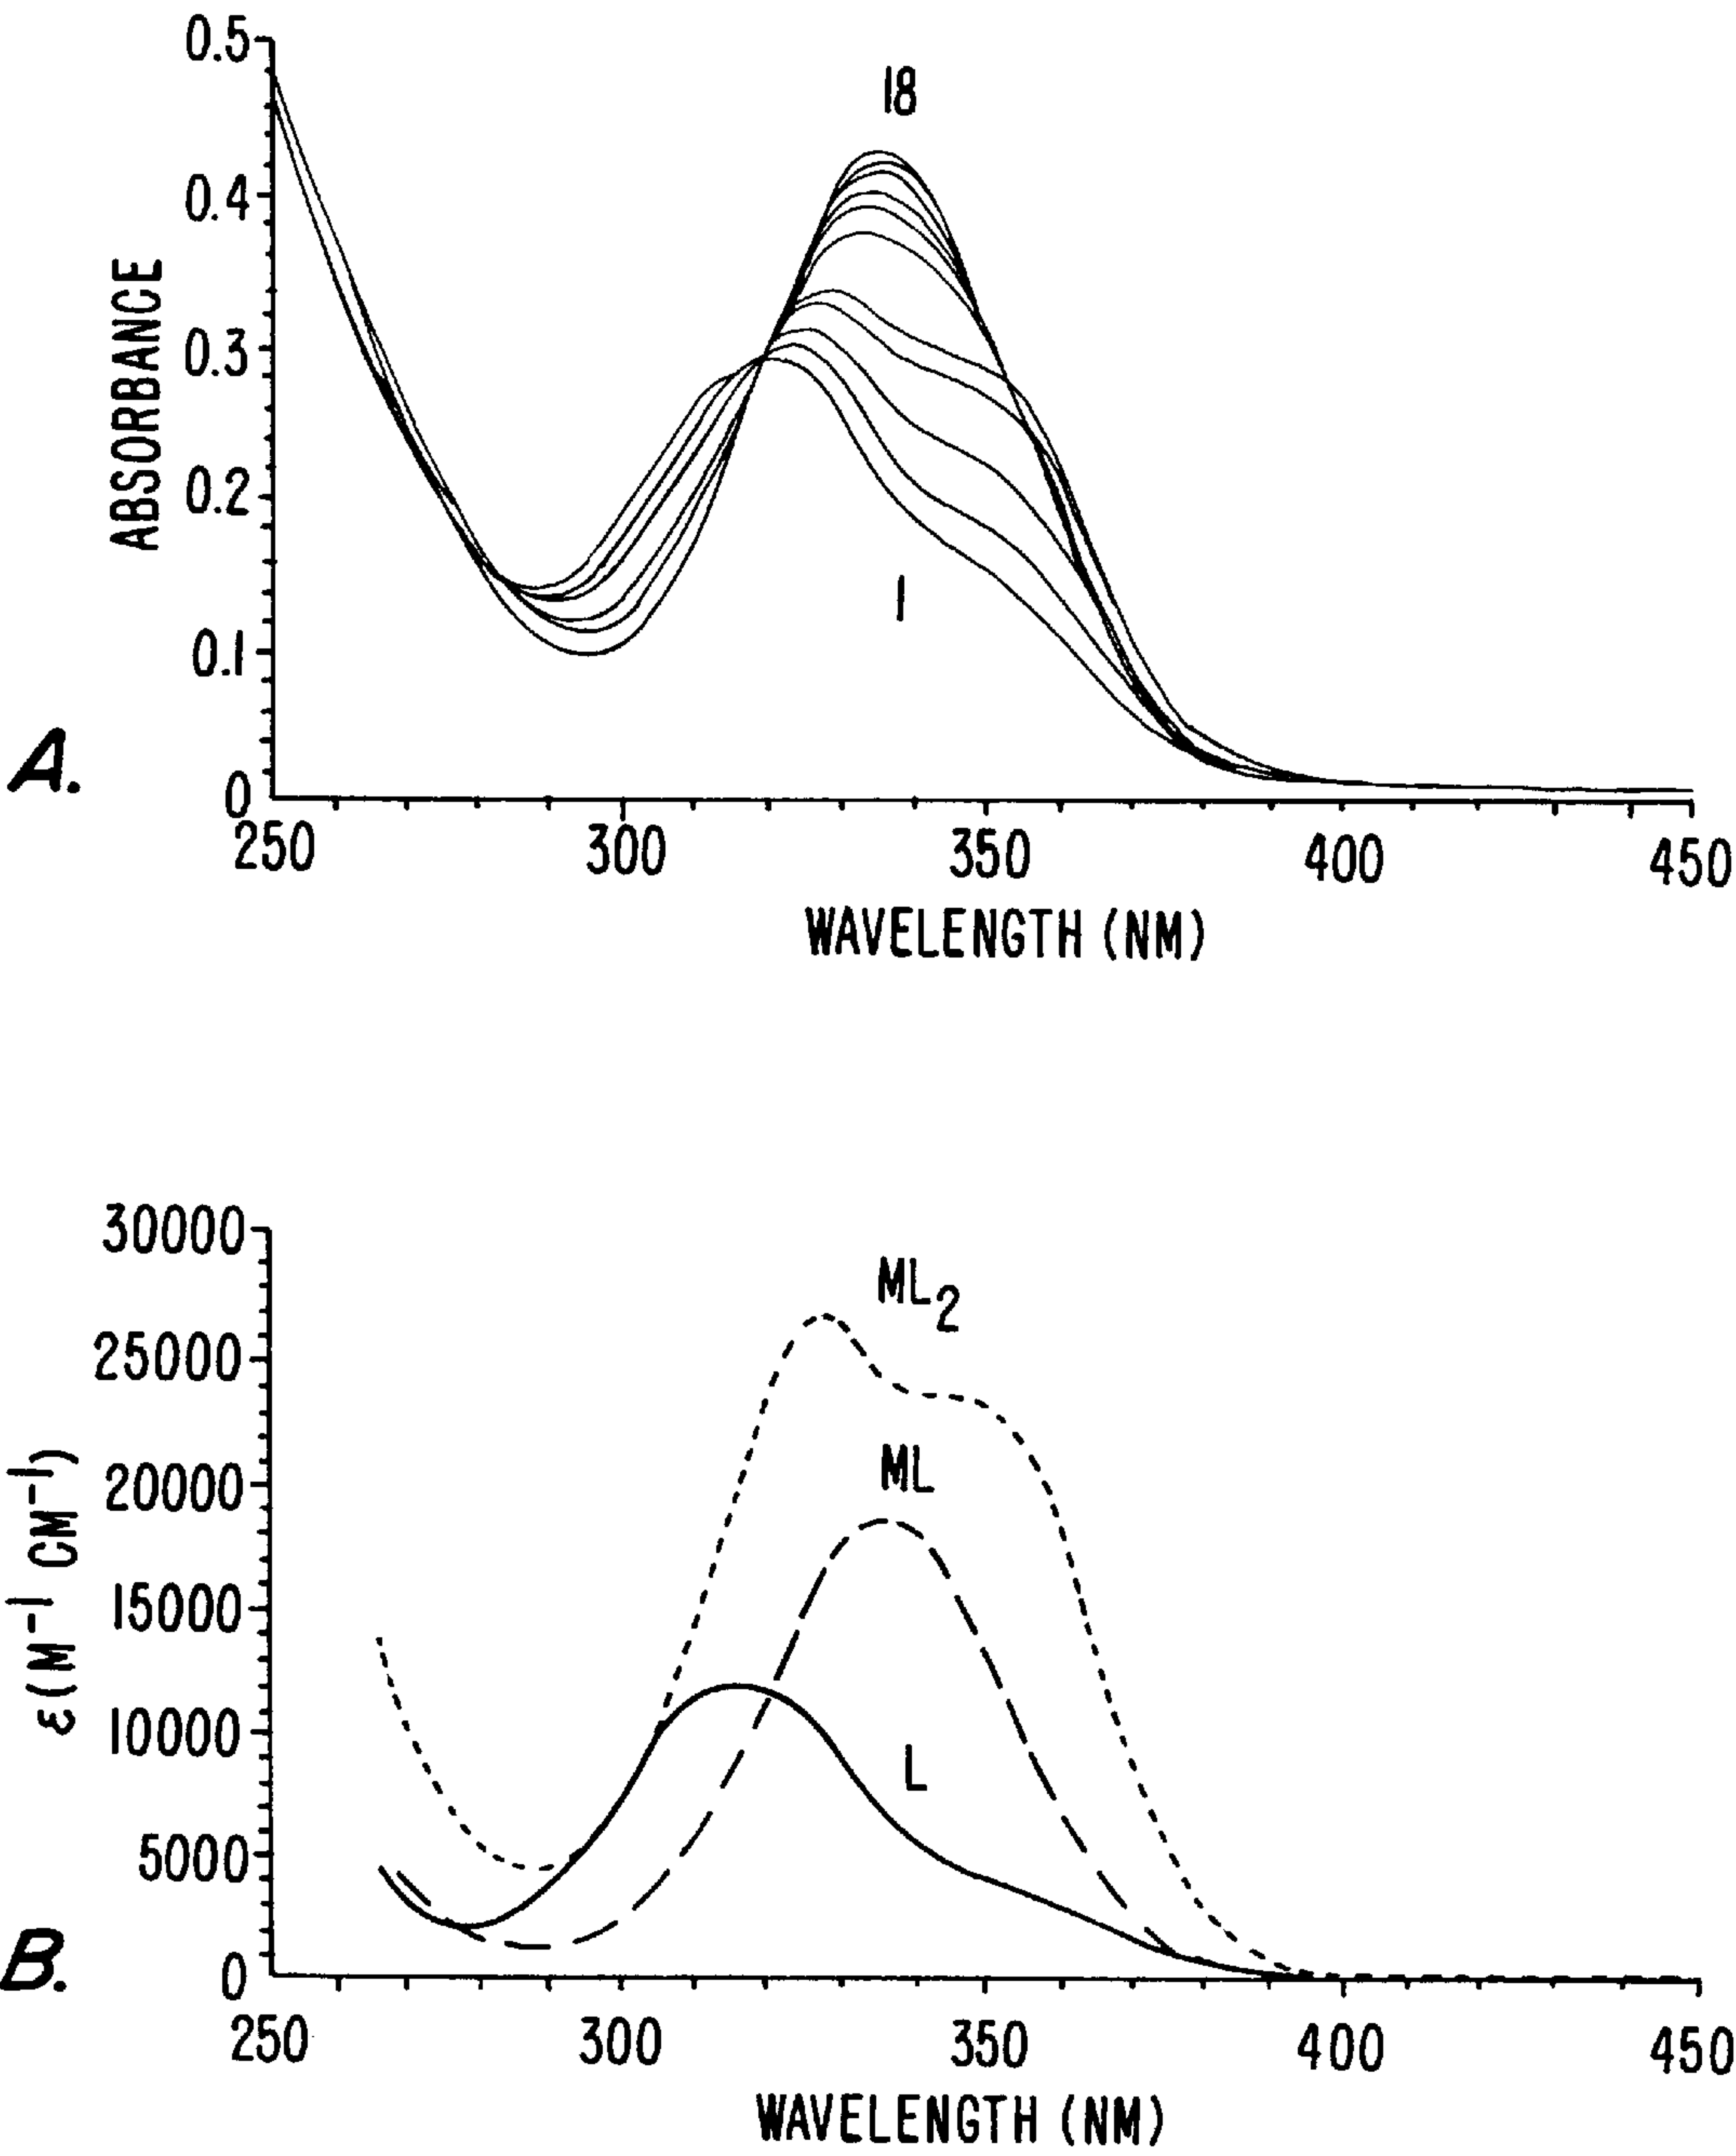 0.5
18
0.4
ABSORBANCE
0.3
0.2
1
0.1
A.
0
250 300 350 400 450
WAVELENGTH (NM)
30000
ML2
25000
ML
20000
ε (M-1 CM-1)
15000
10000
L
5000
B.
0
250 300 350 400 450
WAVELENGTH (NM)